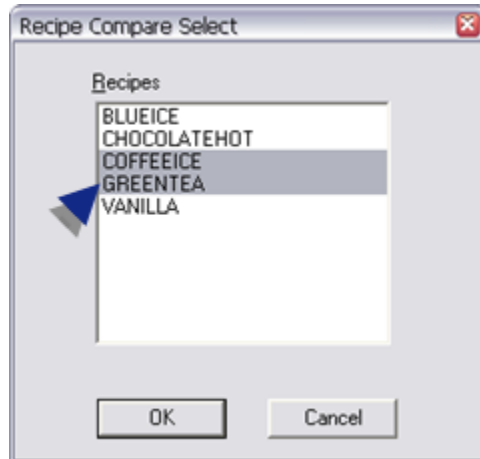 Recipe Compare Select
Recipes
BLUEICE
CHOCOLATEHOT
COFFEEICE
GREENTEA
VANILLA
OK Cancel